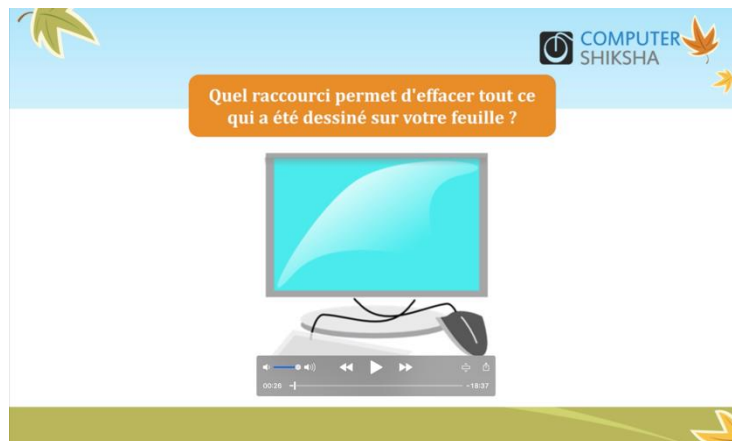 COMPUTER
SHIKSHA
Quel raccourci permet d'effacer tout ce
qui a été dessiné sur votre feuille ?
00:26
-18:37